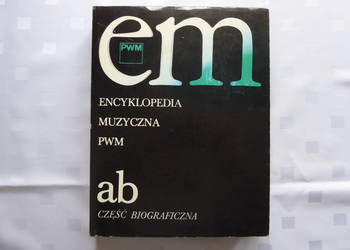 em
PWM
ENCYKLOPEDIA
MUZYCZNA
PWM
ab
CZĘŚĆ BIOGRAFICZNA